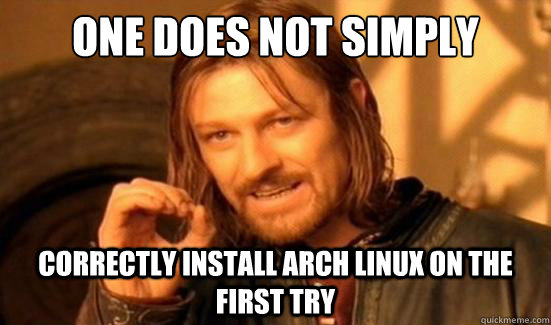 ONE DOES NOT SIMPLY
CORRECTLY INSTALL ARCH LINUX ON THE
FIRST TRY
quickmeme.com